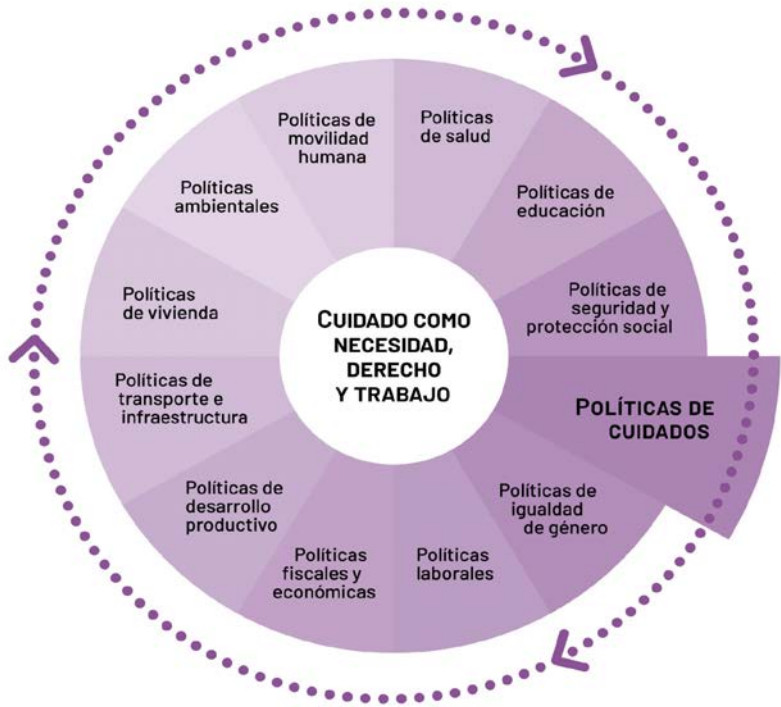 Políticas de
movilidad
humana
Políticas
de salud
Políticas de
educación
Políticas de
seguridad y
protección social
POLÍTICAS DE
CUIDADOS
Políticas de
igualdad
de género
Políticas
laborales
Políticas
fiscales y
económicas
Políticas de
desarrollo
productivo
Políticas de
transporte e
infraestructura
Políticas
de vivienda
Políticas
ambientales
CUIDADO COMO
NECESIDAD,
DERECHO
Y TRABAJO